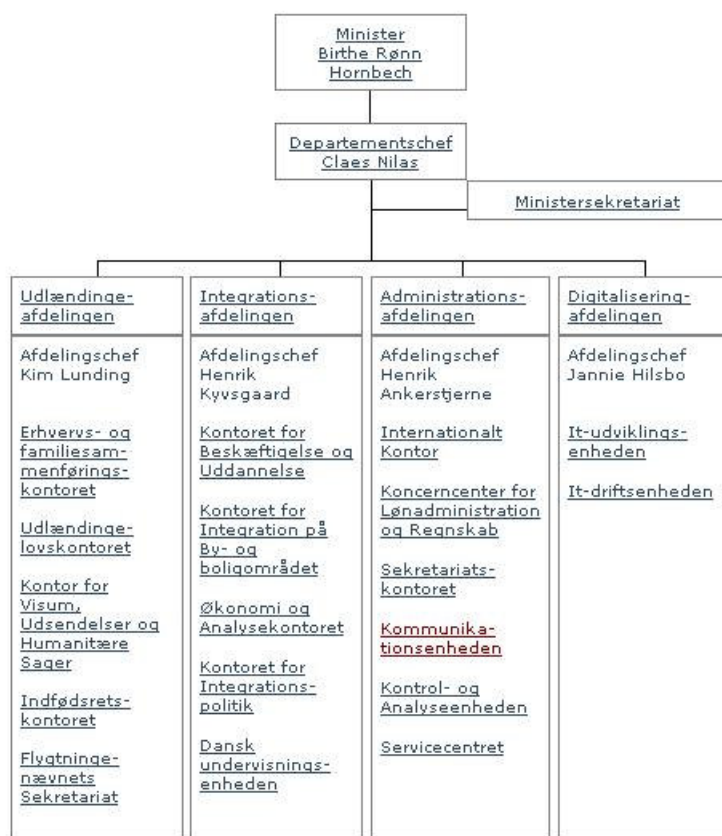 Minister
Birthe Rønn
Hornbech
Departementschef
Claes Nilas
Ministersekretariat
Udlændinge-
afdelingen
Afdelingschef
Kim Lunding
Erhvervs- og
familiesam-
menførings-
kontoret
Udlændinge-
lovskontoret
Kontor for
Visum,
Udsendelser og
Humanitære
Sager
Indfødsrets-
kontoret
Flygtninge-
nævnets
Sekretariat
Integrations-
afdelingen
Afdelingschef
Henrik
Kyvsgaard
Kontoret for
Beskæftigelse og
Uddannelse
Kontoret for
Integration på
By- og
boligområdet
Økonomi og
Analysekontoret
Kontoret for
Integrations-
politik
Dansk
undervisnings-
enheden
Administrations-
afdelingen
Afdelingschef
Henrik
Ankerstjerne
Internationalt
Kontor
Koncerncenter for
Lønadministration
og Regnskab
Sekretariats-
kontoret
Kommunika-
tionsenheden
Kontrol- og
Analyseenheden
Servicecentret
Digitalisering-
afdelingen
Afdelingschef
Jannie Hilsbo
It-udviklings-
enheden
It-driftsenheden